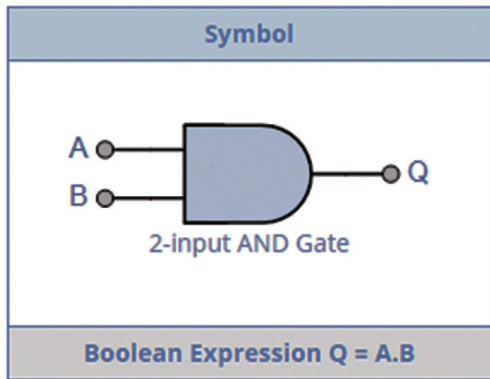 Symbol
A
B
Q
2-input AND Gate
Boolean Expression Q = A.B